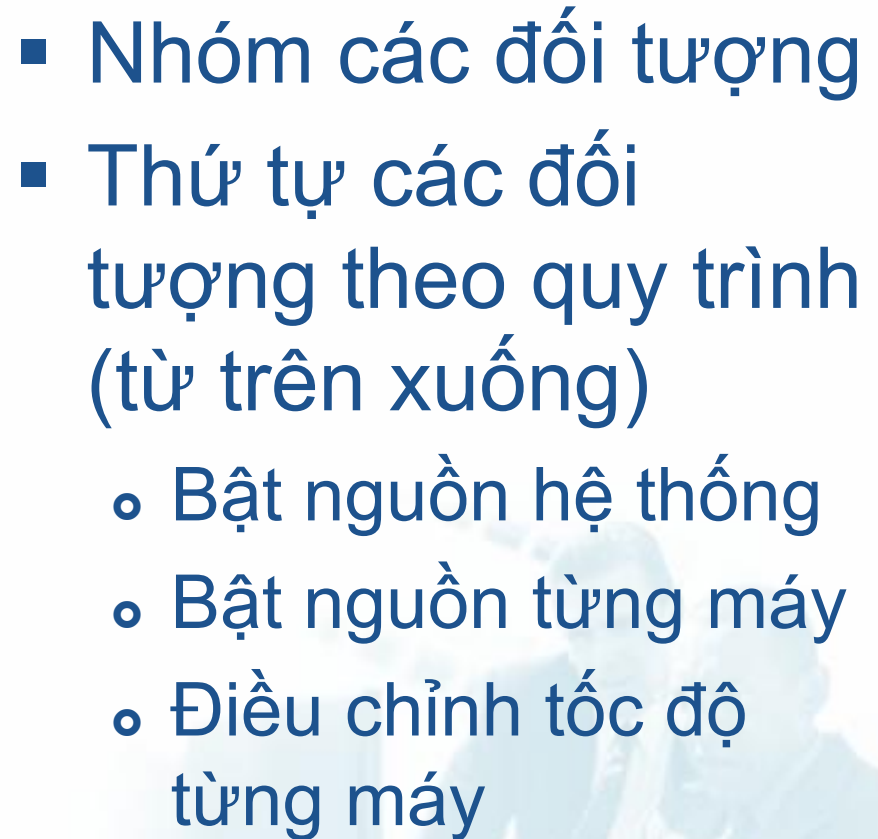 ▪ Nhóm các đối tượng
▪ Thứ tự các đối
tượng theo quy trình
(từ trên xuống)
o Bật nguồn hệ thống
o Bật nguồn từng máy
o Điều chỉnh tốc độ
từng máy